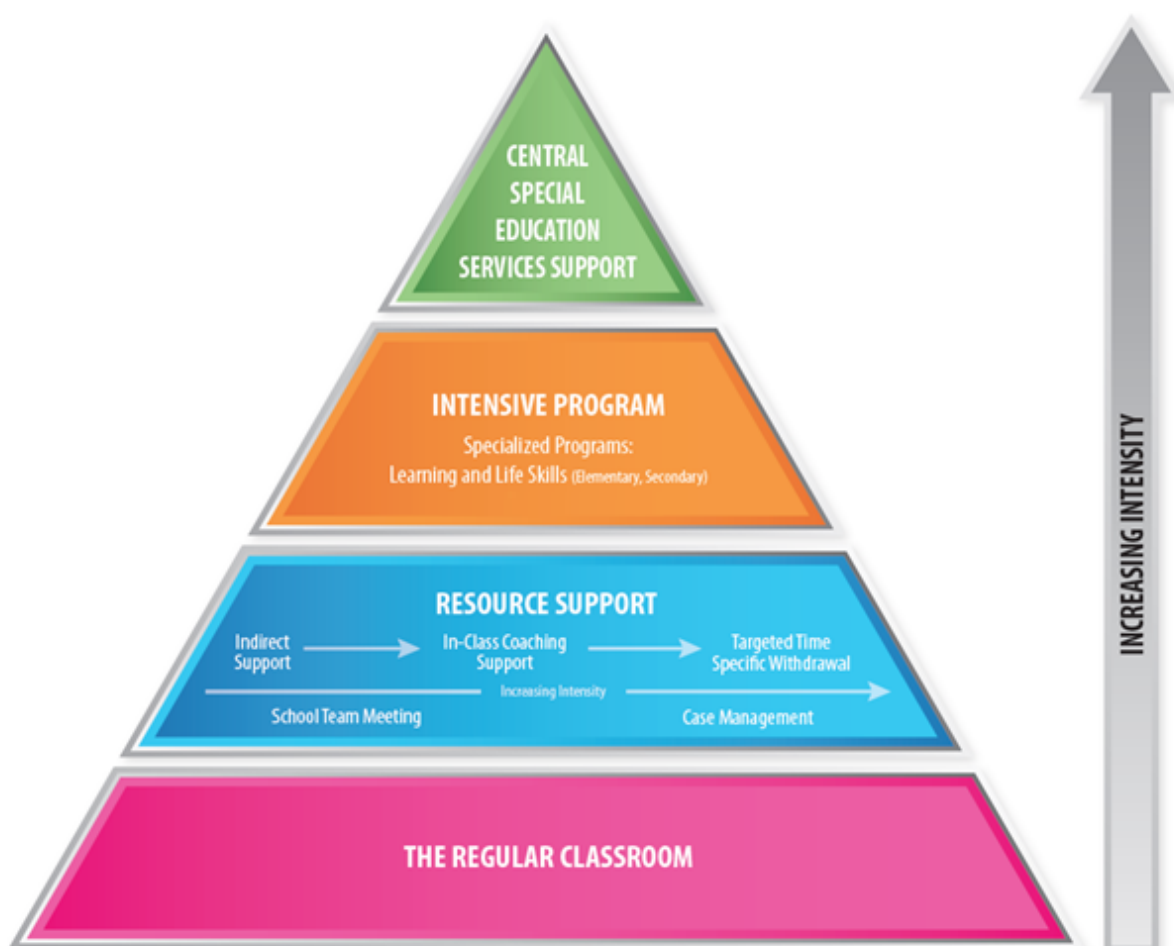 CENTRAL
SPECIAL
EDUCATION
SERVICES SUPPORT
INTENSIVE PROGRAM
Specialized Programs:
Learning and Life Skills (Elementary, Secondary)
RESOURCE SUPPORT
Indirect
Support
In-Class Coaching
Support
Targeted Time
Specific Withdrawal
Increasing Intensity
School Team Meeting
Case Management
THE REGULAR CLASSROOM
INCREASING INTENSITY